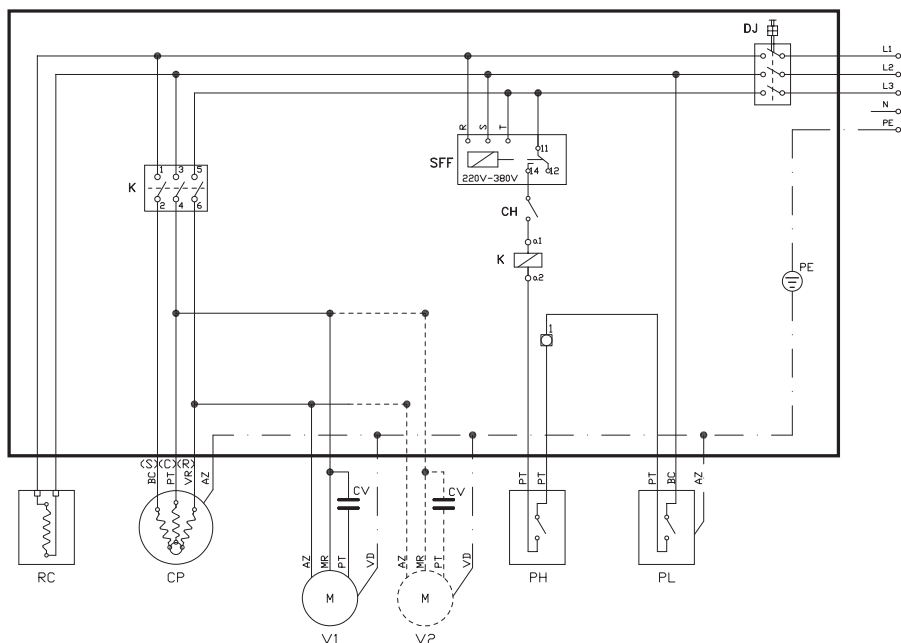 DJ
L1
L2
L3
N
PE
R
S
T
11
SFF
14
12
220V-380V
1
3
5
K
2
4
6
CH
a1
K
a2
PE
1
(S)(C)(R)
BC
PT
VR
AZ
PT
PT
PT
BC
AZ
CV
CV
RC
CP
AZ
MR
PT
VD
AZ
MR
PT
VD
PH
PL
M
M
V1
V2